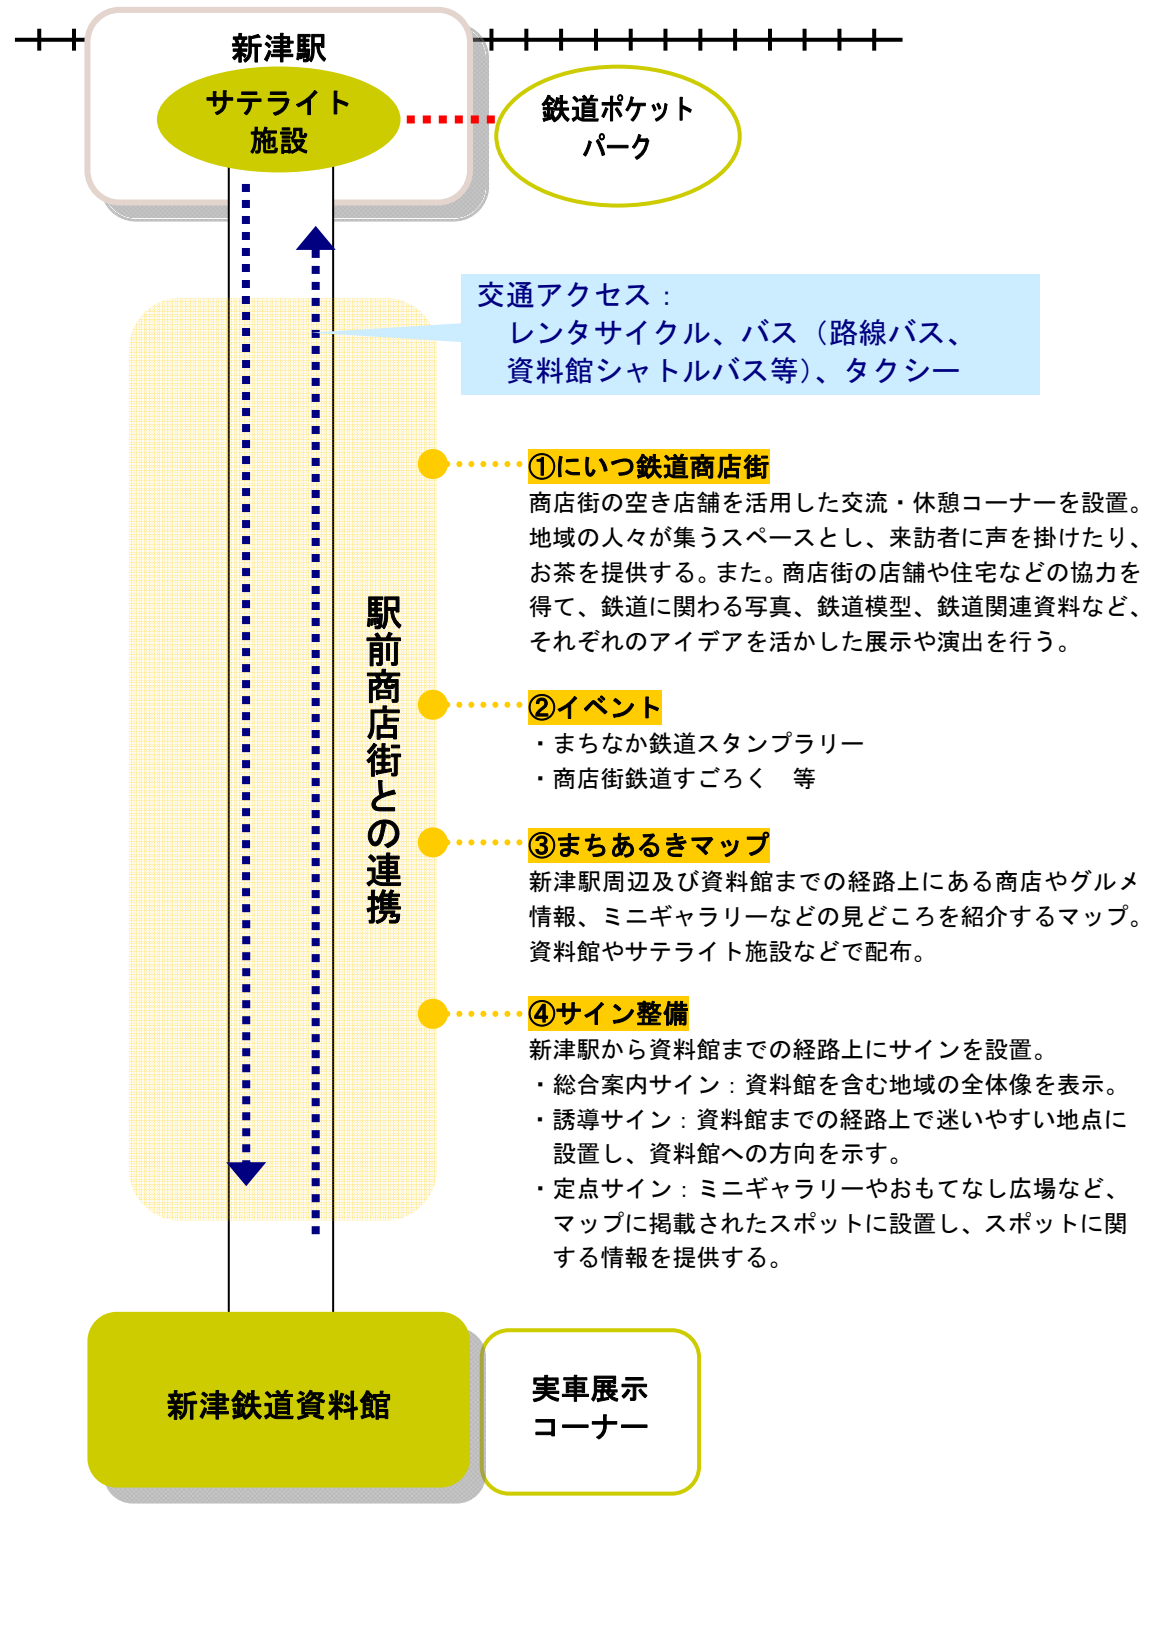 新津駅
サテライト
施設
鉄道ポケット
パーク
交通アクセス：
レンタサイクル、バス（路線バス、
資料館シャトルバス等）、タクシー
駅前商店街との連携
①にいつ鉄道商店街
商店街の空き店舗を活用した交流・休憩コーナーを設置。
地域の人々が集うスペースとし、来訪者に声を掛けたり、
お茶を提供する。また。商店街の店舗や住宅などの協力を
得て、鉄道に関わる写真、鉄道模型、鉄道関連資料など、
それぞれのアイデアを活かした展示や演出を行う。
②イベント
・まちなか鉄道スタンプラリー
・商店街鉄道すごろく　等
③まちあるきマップ
新津駅周辺及び資料館までの経路上にある商店やグルメ
情報、ミニギャラリーなどの見どころを紹介するマップ。
資料館やサテライト施設などで配布。
④サイン整備
新津駅から資料館までの経路上にサインを設置。
・総合案内サイン：資料館を含む地域の全体像を表示。
・誘導サイン：資料館までの経路上で迷いやすい地点に
設置し、資料館への方向を示す。
・定点サイン：ミニギャラリーやおもてなし広場など、
マップに掲載されたスポットに設置し、スポットに関
する情報を提供する。
新津鉄道資料館
実車展示
コーナー